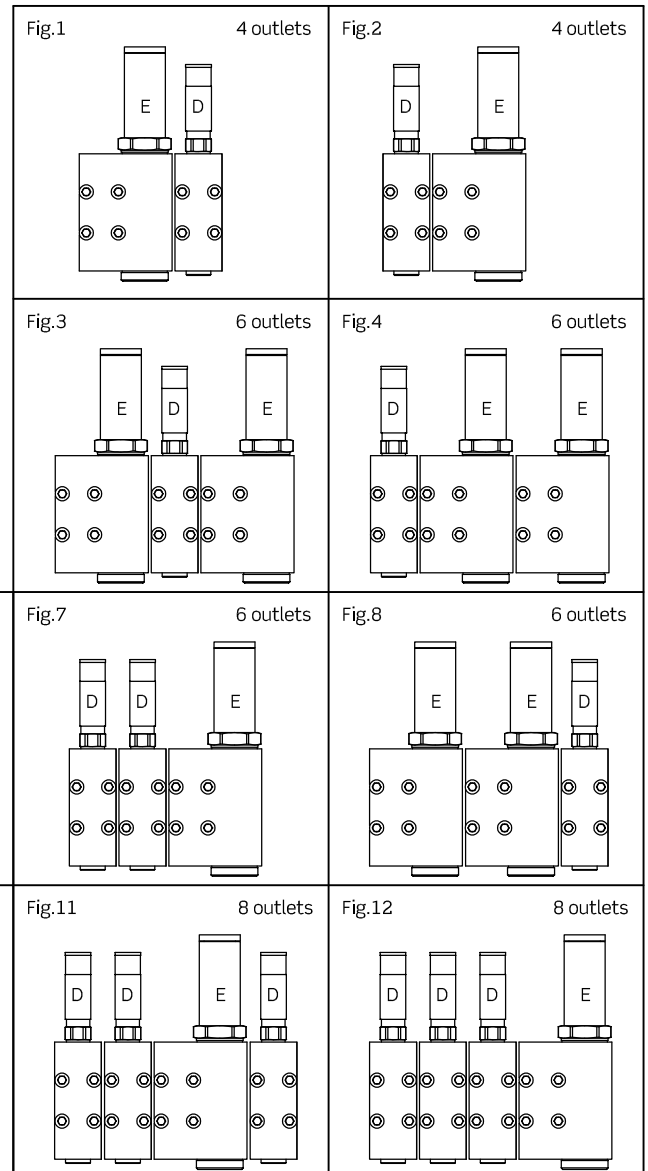 Fig.1 4 outlets
E D
Fig.2 4 outlets
D E
Fig.3 6 outlets
E D E
Fig.4 6 outlets
D E E
Fig.7 6 outlets
D D E
Fig.8 6 outlets
E E D
Fig.11 8 outlets
D D E D
Fig.12 8 outlets
D D D E